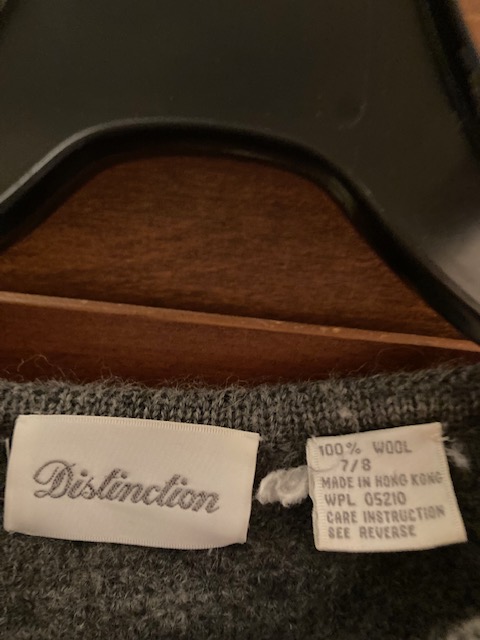 Distinction
100% WOOL
7/8
MADE IN HONG KONG
WPL 05210
CARE INSTRUCTION
SEE REVERSE